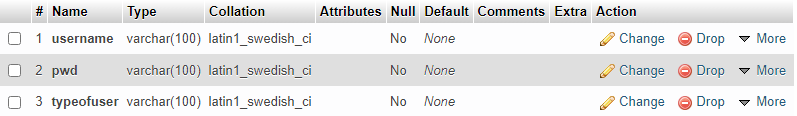 # Name Type Collation Attributes Null Default Comments Extra Action
1 username varchar(100) latin1_swedish_ci No None Change Drop More
2 pwd varchar(100) latin1_swedish_ci No None Change Drop More
3 typeofuser varchar(100) latin1_swedish_ci No None Change Drop More